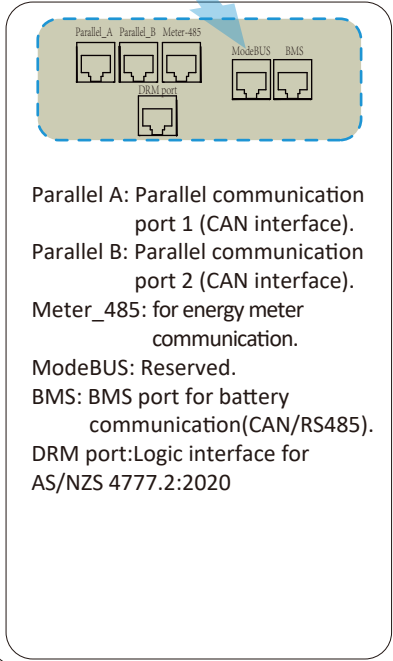 Parallel_A Parallel_B Meter-485
ModeBUS BMS
DRM port
Parallel A: Parallel communication
port 1 (CAN interface).
Parallel B: Parallel communication
port 2 (CAN interface).
Meter_485: for energy meter
communication.
ModeBUS: Reserved.
BMS: BMS port for battery
communication(CAN/RS485).
DRM port:Logic interface for
AS/NZS 4777.2:2020